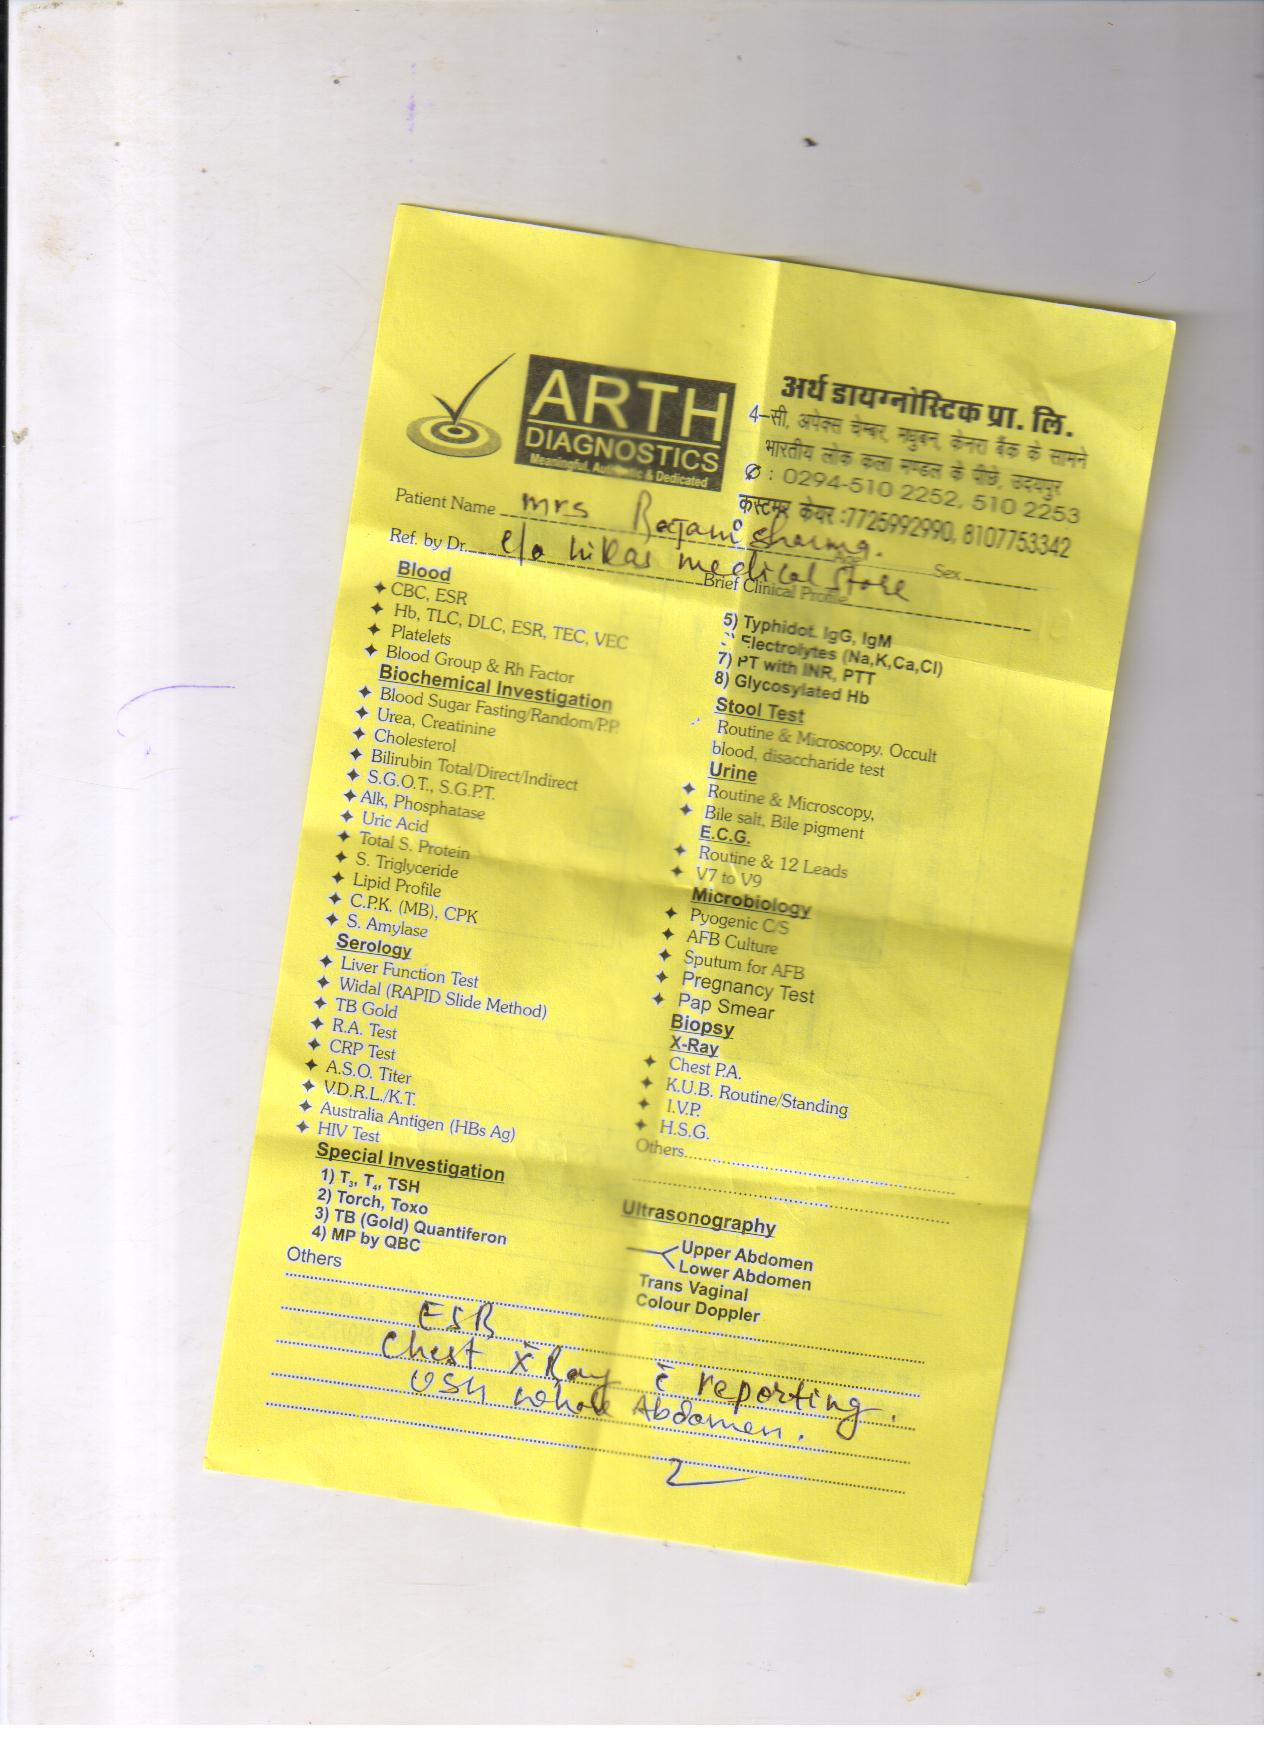 ARTH
DIAGNOSTICS
Meaningful, Authentic & Dedicated
अर्थ डायग्नोस्टिक प्रा. लि.
4-सी, अपेक्स चेम्बर, मधुबन, केनरा बैंक के सामने
भारतीय लोक कला मण्डल के पीछे, उदयपुर
: 0294-510 2252, 510 2253
कस्टमर केयर :7725992990, 8107753342
Patient Name mrs Rajani Sharma.
Age Sex
Ref. by Dr. c/o medical Store
Brief Clinical Profile
Blood
CBC, ESR
Hb, TLC, DLC, ESR, TEC, VEC
Platelets
Blood Group & Rh Factor
Biochemical Investigation
Blood Sugar Fasting/Random/P.P.
Urea, Creatinine
Cholesterol
Bilirubin Total/Direct/Indirect
S.G.O.T., S.G.P.T.
Alk, Phosphatase
Uric Acid
Total S. Protein
S. Triglyceride
Lipid Profile
C.P.K. (MB), CPK
S. Amylase
Serology
Liver Function Test
Widal (RAPID Slide Method)
TB Gold
R.A. Test
CRP Test
A.S.O. Titer
V.D.R.L./K.T.
Australia Antigen (HBs Ag)
HIV Test
Special Investigation
1) T3, T4, TSH
2) Torch, Toxo
3) TB (Gold) Quantiferon
4) MP by QBC
5) Typhidot. IgG, IgM
Electrolytes (Na,K,Ca,Cl)
7) PT with INR, PTT
8) Glycosylated Hb
Stool Test
Routine & Microscopy. Occult
blood, disaccharide test
Urine
Routine & Microscopy,
Bile salt, Bile pigment
E.C.G.
Routine & 12 Leads
V7 to V9
Microbiology
Pyogenic C/S
AFB Culture
Sputum for AFB
Pregnancy Test
Pap Smear
Biopsy
X-Ray
Chest P.A.
K.U.B. Routine/Standing
I.V.P.
H.S.G.
Others
Ultrasonography
Upper Abdomen
Lower Abdomen
Trans Vaginal
Colour Doppler
Others
ESR
Chest X Ray c̄ reporting.
USG whole Abdomen.